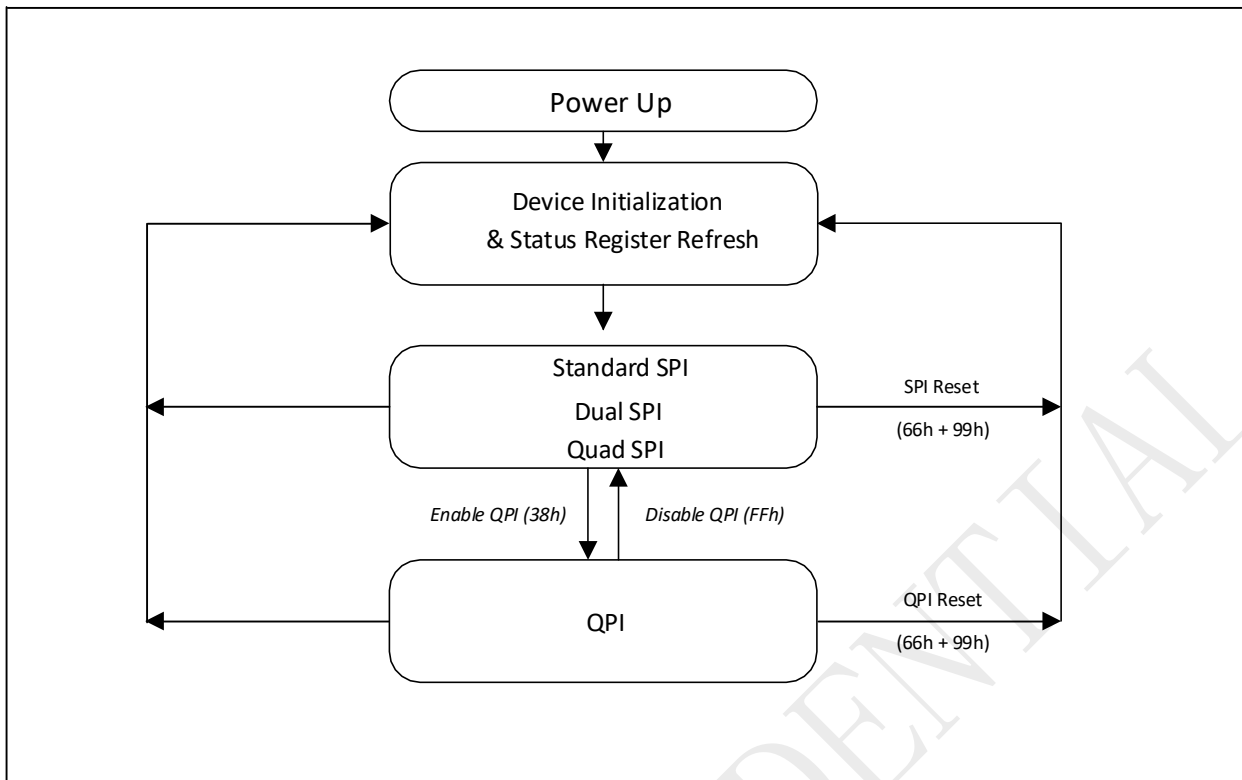 Power Up
Device Initialization
& Status Register Refresh
Standard SPI
Dual SPI
Quad SPI
SPI Reset
(66h + 99h)
Enable QPI (38h)
Disable QPI (FFh)
QPI
QPI Reset
(66h + 99h)
DENTIAL